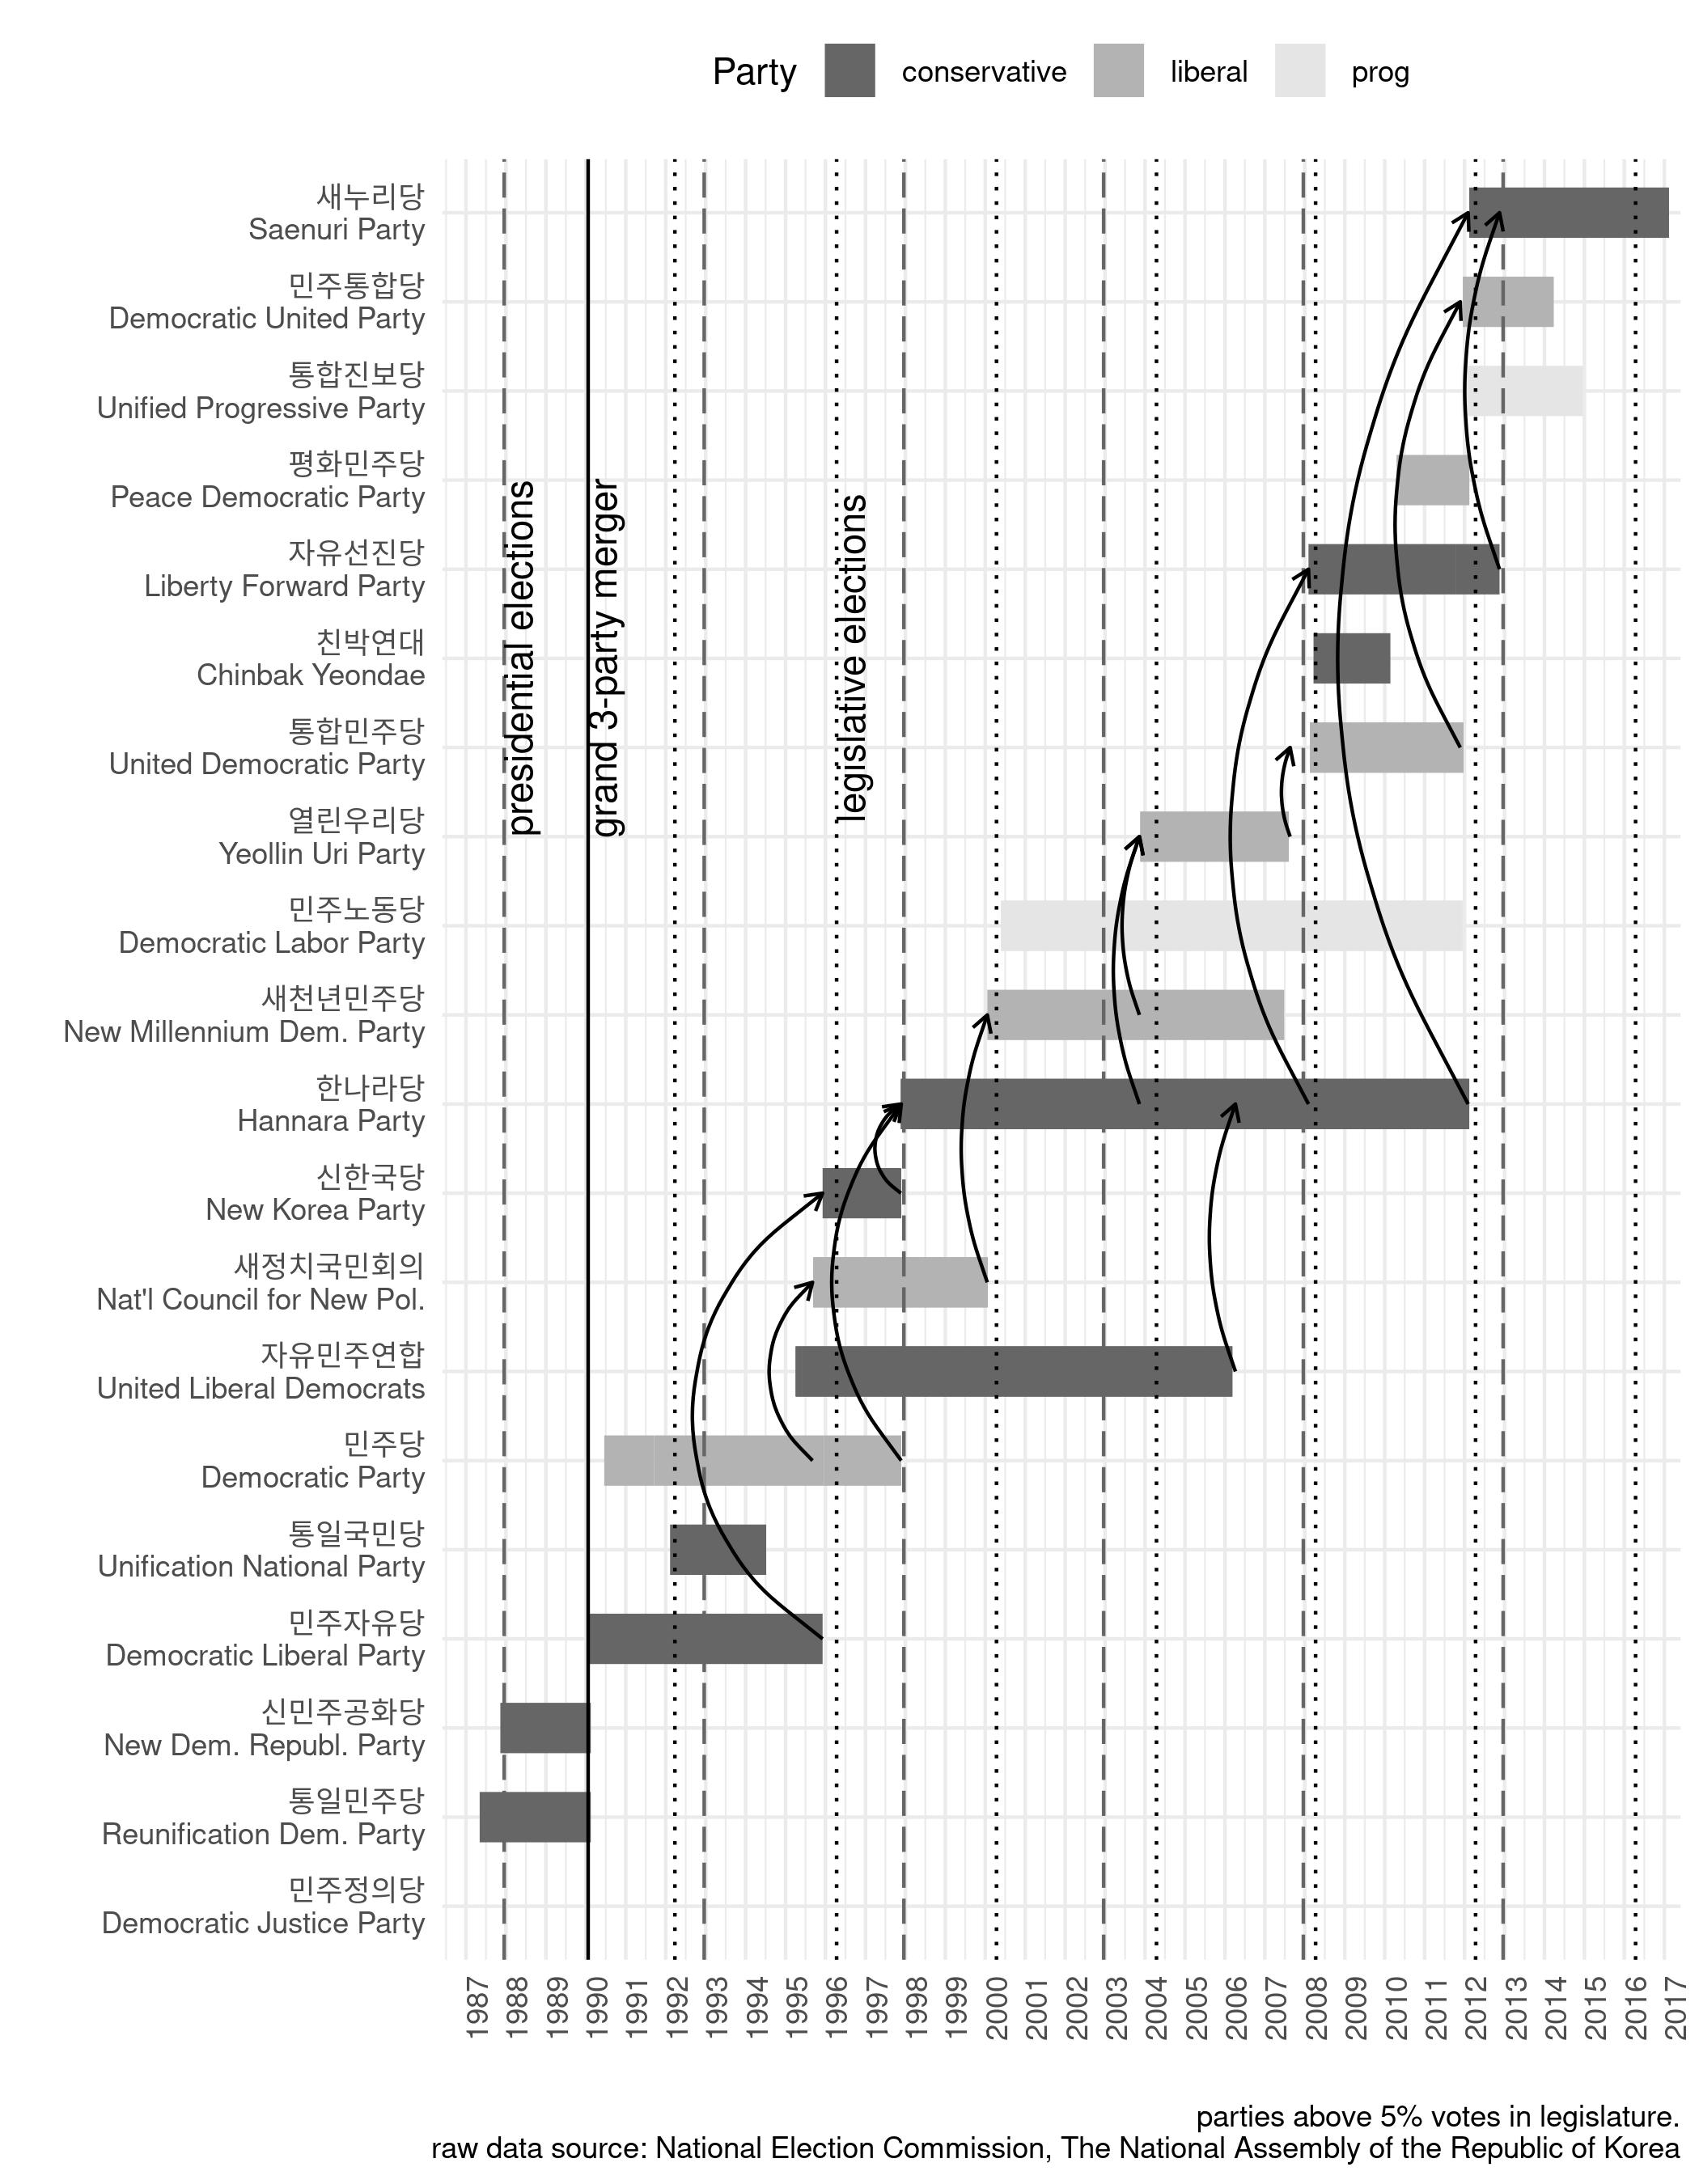 Party conservative liberal prog
새누리당
Saenuri Party
민주통합당
Democratic United Party
통합진보당
Unified Progressive Party
평화민주당
Peace Democratic Party
자유선진당
Liberty Forward Party
친박연대
Chinbak Yeondae
통합민주당
United Democratic Party
열린우리당
Yeollin Uri Party
민주노동당
Democratic Labor Party
새천년민주당
New Millennium Dem. Party
한나라당
Hannara Party
신한국당
New Korea Party
새정치국민회의
Nat'l Council for New Pol.
자유민주연합
United Liberal Democrats
민주당
Democratic Party
통일국민당
Unification National Party
민주자유당
Democratic Liberal Party
신민주공화당
New Dem. Republ. Party
통일민주당
Reunification Dem. Party
민주정의당
Democratic Justice Party
presidential elections
grand 3-party merger
legislative elections
1987
1988
1989
1990
1991
1992
1993
1994
1995
1996
1997
1998
1999
2000
2001
2002
2003
2004
2005
2006
2007
2008
2009
2010
2011
2012
2013
2014
2015
2016
2017
parties above 5% votes in legislature.
raw data source: National Election Commission, The National Assembly of the Republic of Korea